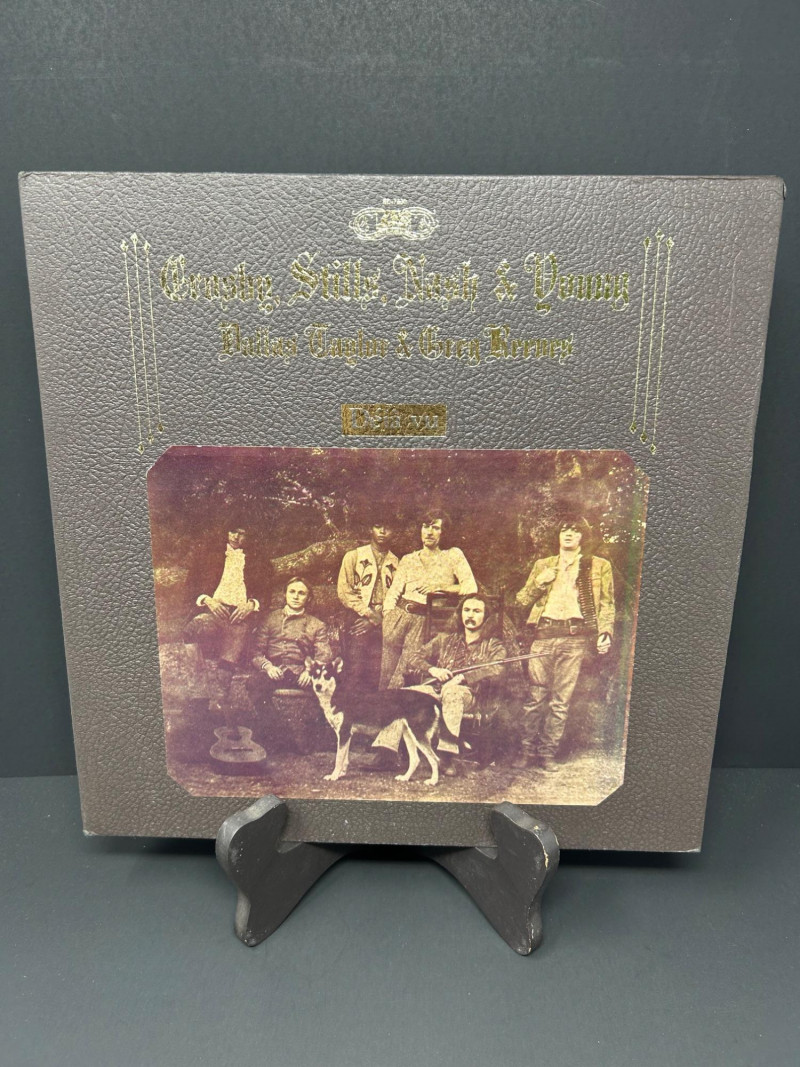 Crosby, Stills, Nash & Young
Dallas Taylor & Greg Reeves
Déjà vu